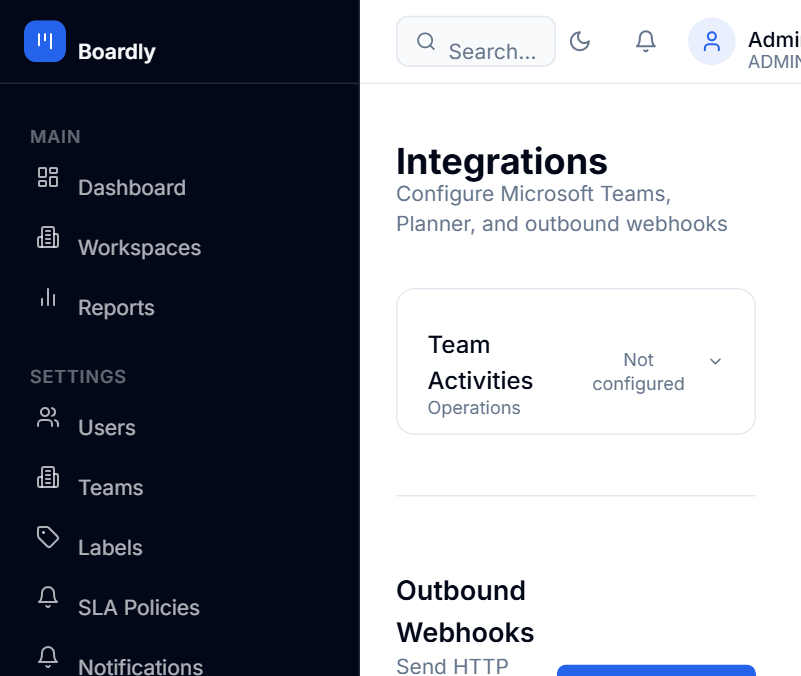 Boardly
Search...
Admi
ADMIN
MAIN
Dashboard
Workspaces
Reports
SETTINGS
Users
Teams
Labels
SLA Policies
Notifications
Integrations
Configure Microsoft Teams,
Planner, and outbound webhooks
Team
Activities
Operations
Not
configured
Outbound
Webhooks
Send HTTP